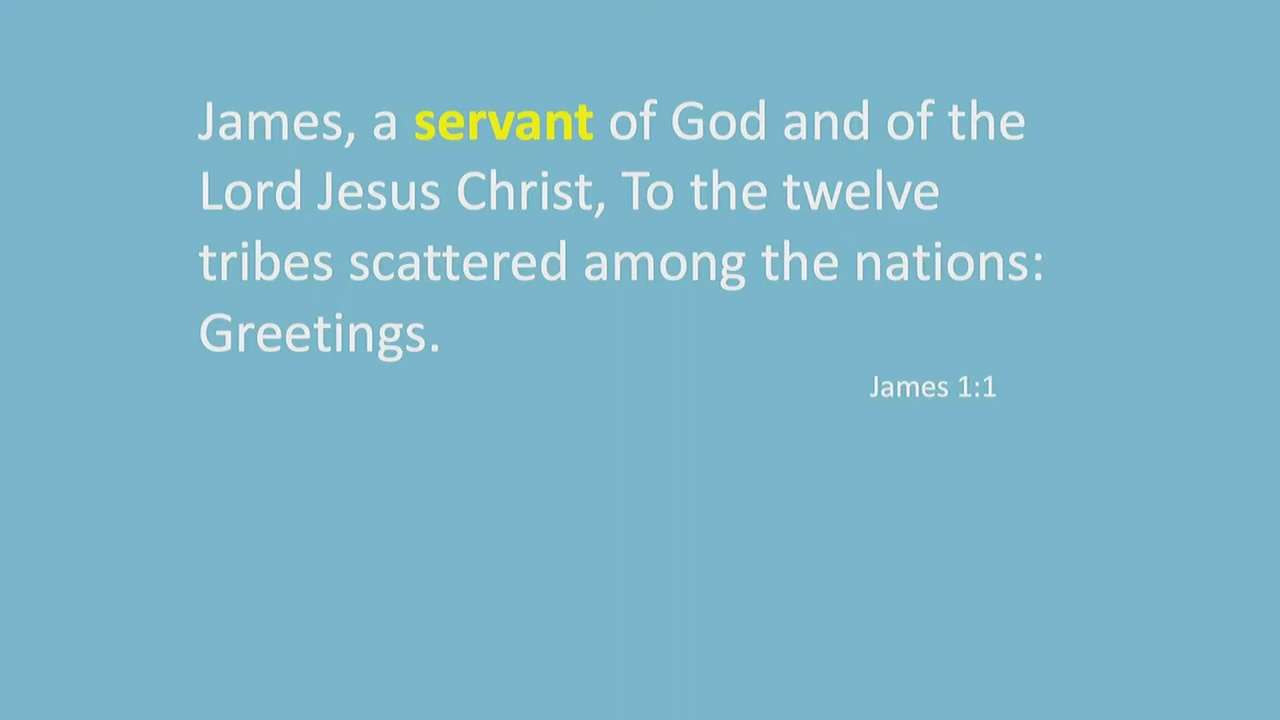 James, a servant of God and of the
Lord Jesus Christ, To the twelve
tribes scattered among the nations:
Greetings.
James 1:1